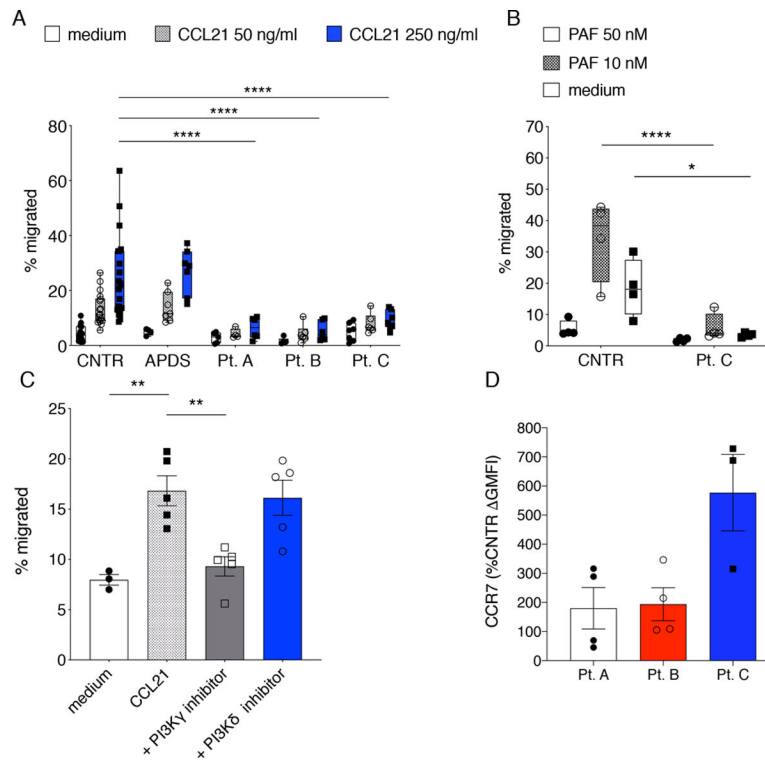 A
medium
CCL21 50 ng/ml
CCL21 250 ng/ml
****
****
****
% migrated
80
60
40
20
0
CNTR
APDS
Pt. A
Pt. B
Pt. C
B
PAF 50 nM
PAF 10 nM
medium
****
*
% migrated
70
60
50
40
30
20
10
0
CNTR
Pt. C
C
**
**
% migrated
25
20
15
10
5
0
medium
CCL21
+ PI3Kγ inhibitor
+ PI3Kδ inhibitor
D
CCR7 (%CNTR ΔGMFI)
800
700
600
500
400
300
200
100
0
Pt. A
Pt. B
Pt. C